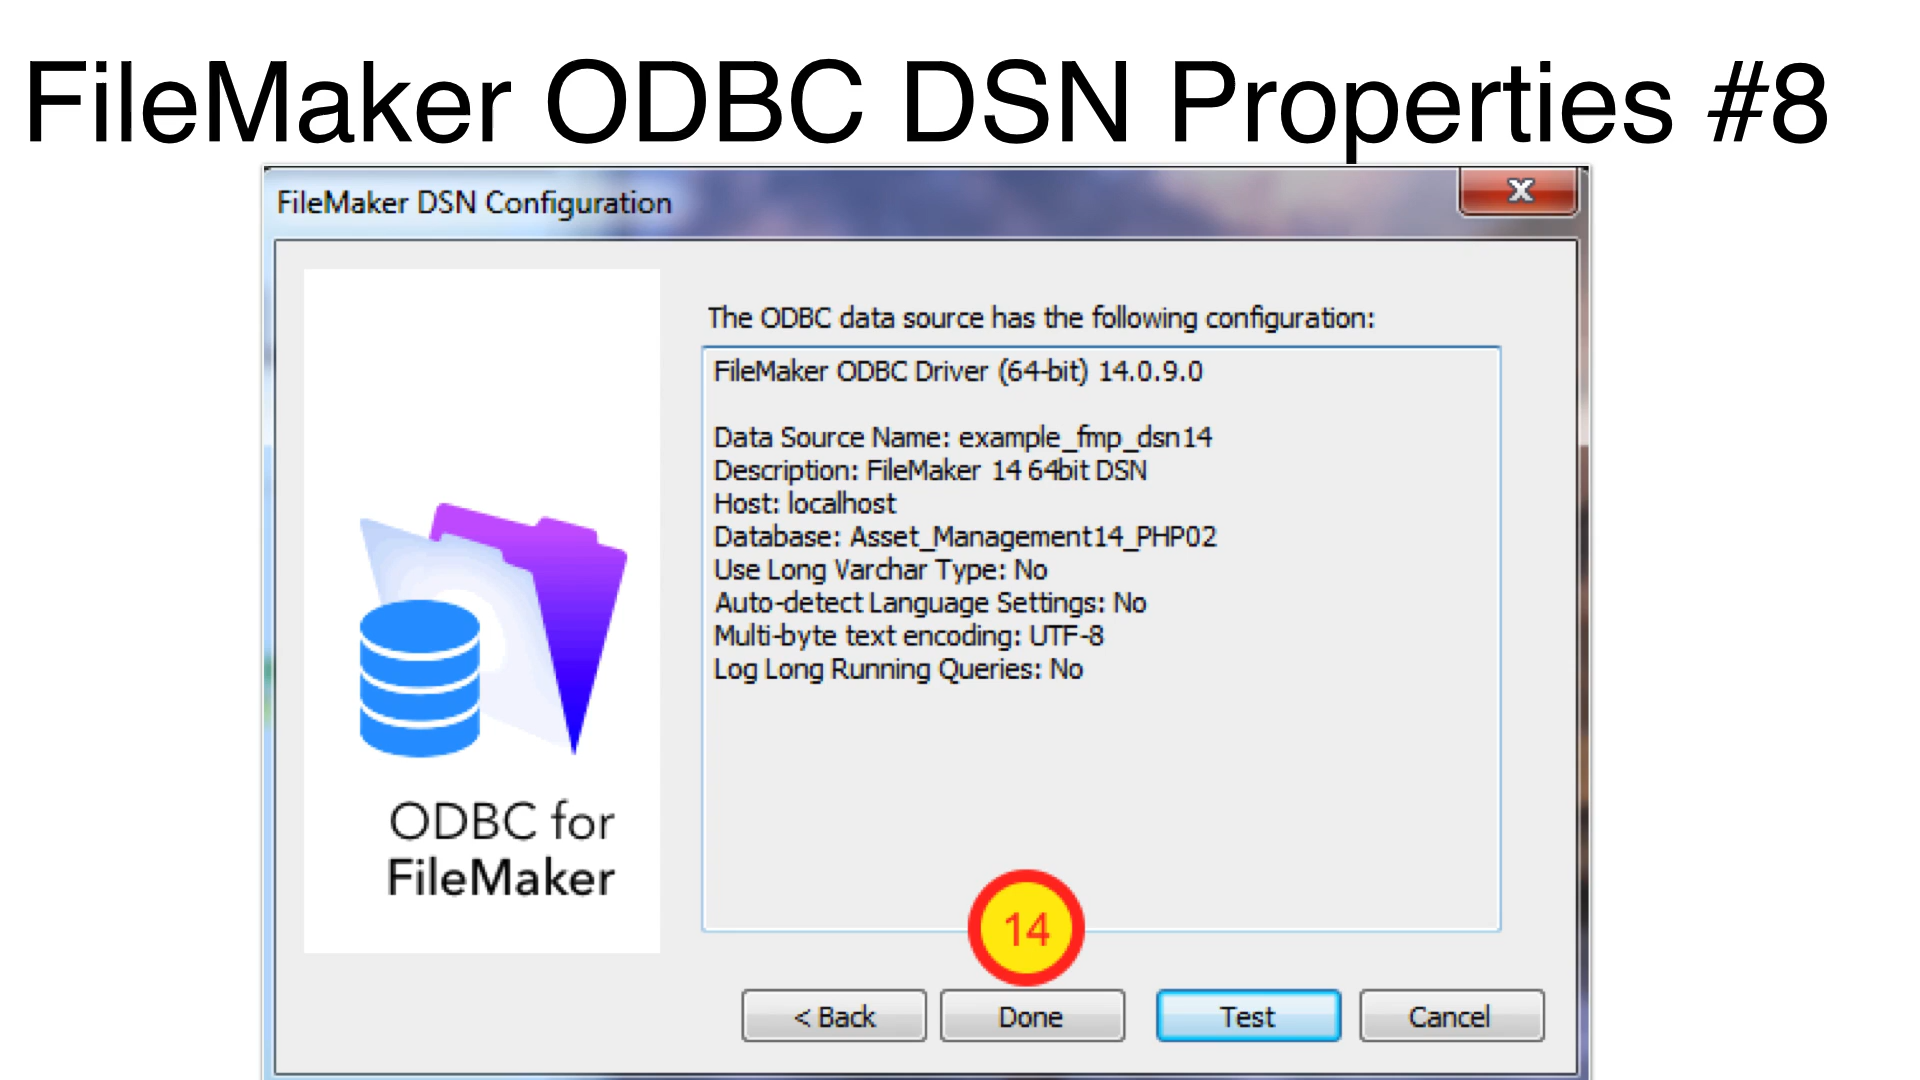 FileMaker ODBC DSN Properties #8
FileMaker DSN Configuration
The ODBC data source has the following configuration:
FileMaker ODBC Driver (64-bit) 14.0.9.0
Data Source Name: example_fmp_dsn14
Description: FileMaker 14 64bit DSN
Host: localhost
Database: Asset_Management14_PHP02
Use Long Varchar Type: No
Auto-detect Language Settings: No
Multi-byte text encoding: UTF-8
Log Long Running Queries: No
ODBC for
FileMaker
14
< Back Done Test Cancel